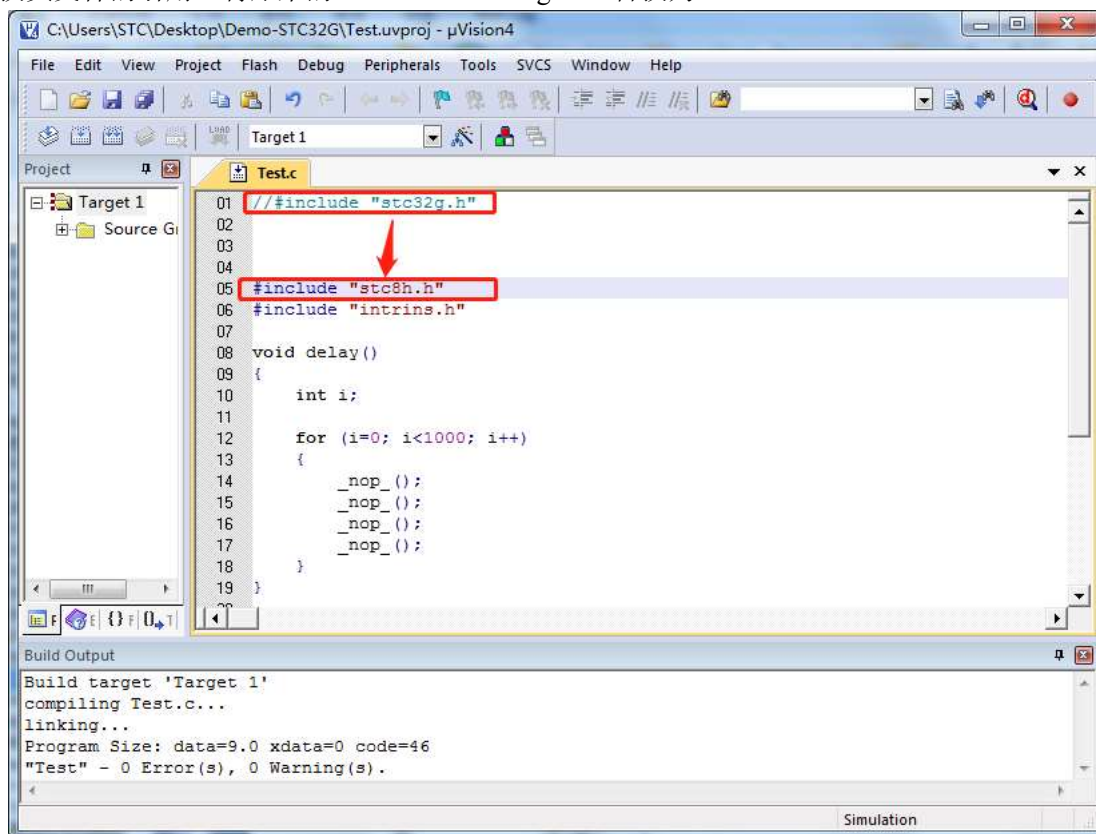 C:\Users\STC\Desktop\Demo-STC32G\Test.uvproj - µVision4
File Edit View Project Flash Debug Peripherals Tools SVCS Window Help
Target 1
Project
Test.c
Target 1
Source
01 //#include "stc32g.h"
02
03
04
05 #include "stc8h.h"
06 #include "intrins.h"
07
08 void delay()
09 {
10 int i;
11
12 for (i=0; i<1000; i++)
13 {
14 _nop_();
15 _nop_();
16 _nop_();
17 _nop_();
18 }
19 }
Build Output
Build target 'Target 1'
compiling Test.c...
linking...
Program Size: data=9.0 xdata=0 code=46
"Test" - 0 Error(s), 0 Warning(s).
Simulation